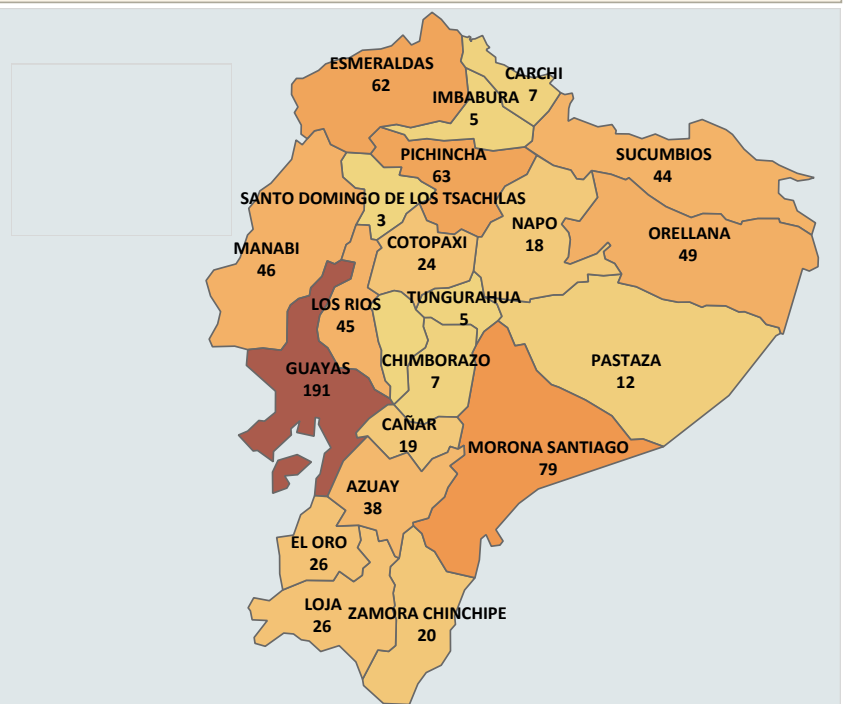 ESMERALDAS
62
CARCHI
7
IMBABURA
5
PICHINCHA
63
SUCUMBIOS
44
SANTO DOMINGO DE LOS TSACHILAS
3
NAPO
18
ORELLANA
49
MANABI
46
COTOPAXI
24
LOS RIOS
45
TUNGURAHUA
5
GUAYAS
191
CHIMBORAZO
7
PASTAZA
12
CAÑAR
19
MORONA SANTIAGO
79
AZUAY
38
EL ORO
26
LOJA
26
ZAMORA CHINCHIPE
20